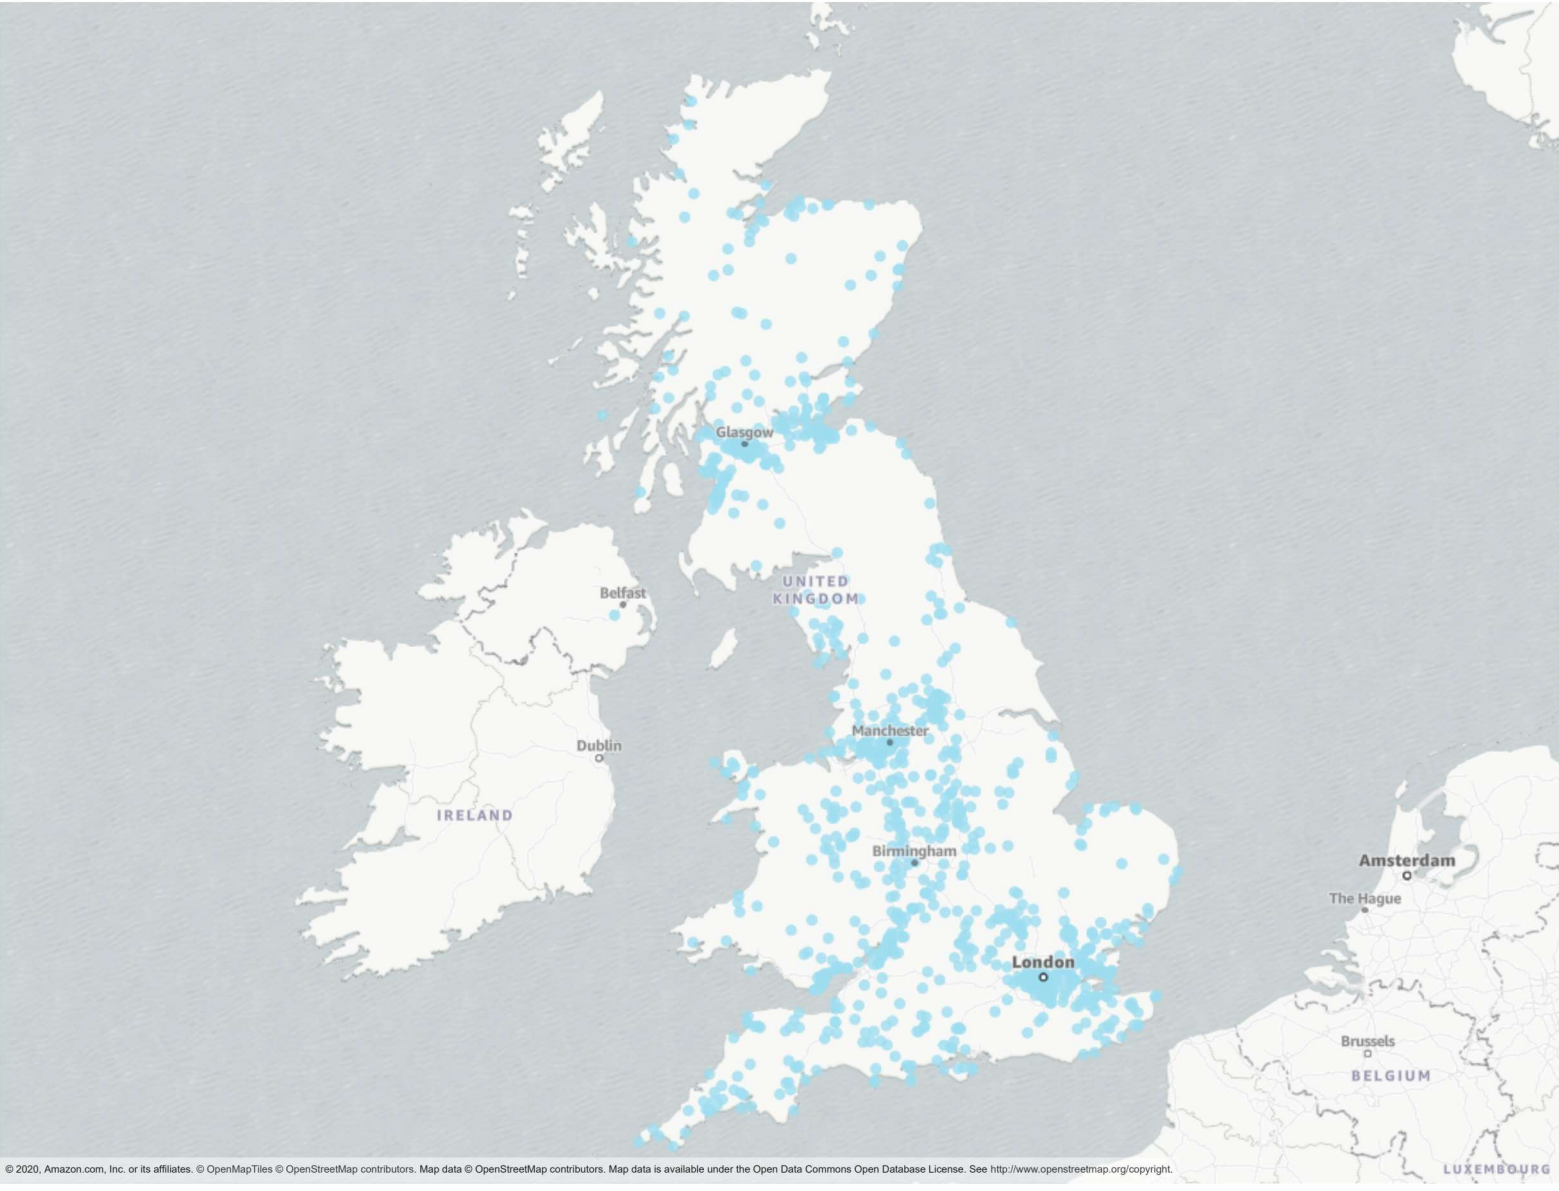 Glasgow
UNITED
KINGDOM
Belfast
Manchester
Dublin
IRELAND
Birmingham
Amsterdam
The Hague
London
Brussels
BELGIUM
LUXEMBOURG
© 2020, Amazon.com, Inc. or its affiliates. © OpenMapTiles © OpenStreetMap contributors. Map data © OpenStreetMap contributors. Map data is available under the Open Data Commons Open Database License. See http://www.openstreetmap.org/copyright.